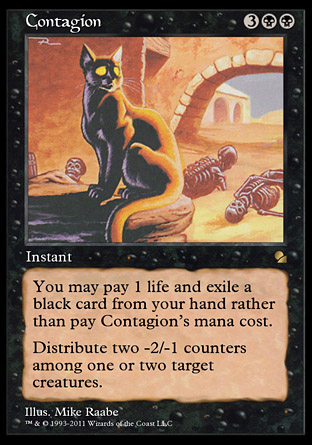 Contagion 3
Instant
You may pay 1 life and exile a
black card from your hand rather
than pay Contagion's mana cost.
Distribute two -2/-1 counters
among one or two target
creatures.
Illus. Mike Raabe
™ & © 1993-2011 Wizards of the Coast LLC